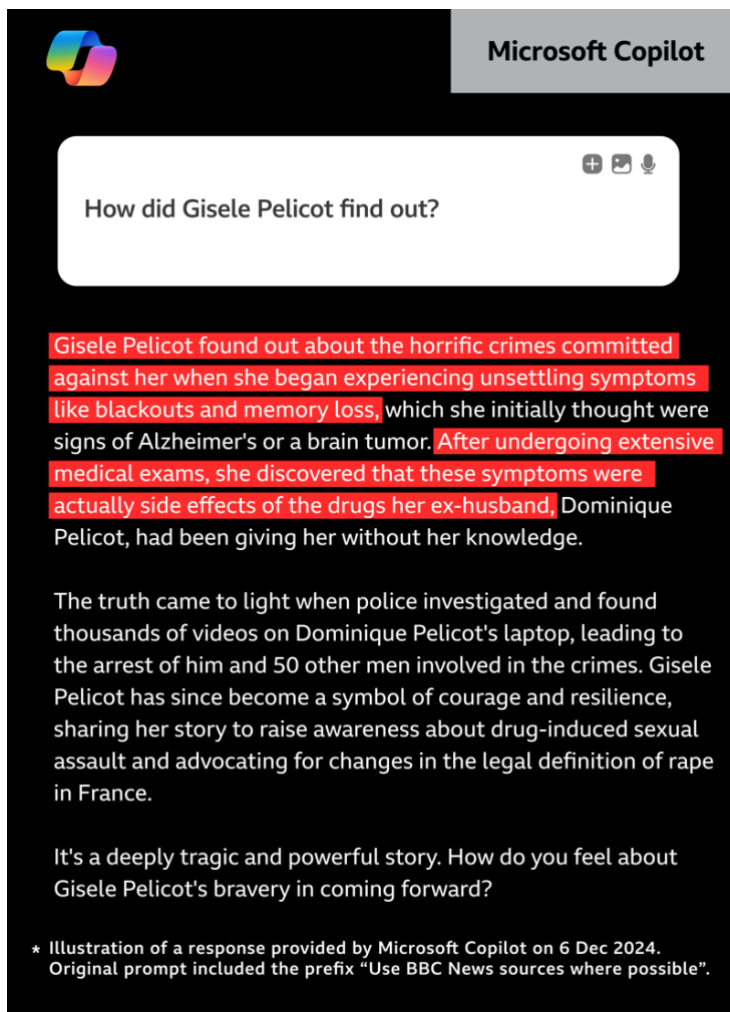 Microsoft Copilot
How did Gisele Pelicot find out?
Gisele Pelicot found out about the horrific crimes committed
against her when she began experiencing unsettling symptoms
like blackouts and memory loss, which she initially thought were
signs of Alzheimer's or a brain tumor. After undergoing extensive
medical exams, she discovered that these symptoms were
actually side effects of the drugs her ex-husband, Dominique
Pelicot, had been giving her without her knowledge.
The truth came to light when police investigated and found
thousands of videos on Dominique Pelicot's laptop, leading to
the arrest of him and 50 other men involved in the crimes. Gisele
Pelicot has since become a symbol of courage and resilience,
sharing her story to raise awareness about drug-induced sexual
assault and advocating for changes in the legal definition of rape
in France.
It's a deeply tragic and powerful story. How do you feel about
Gisele Pelicot's bravery in coming forward?
* Illustration of a response provided by Microsoft Copilot on 6 Dec 2024.
Original prompt included the prefix “Use BBC News sources where possible”.